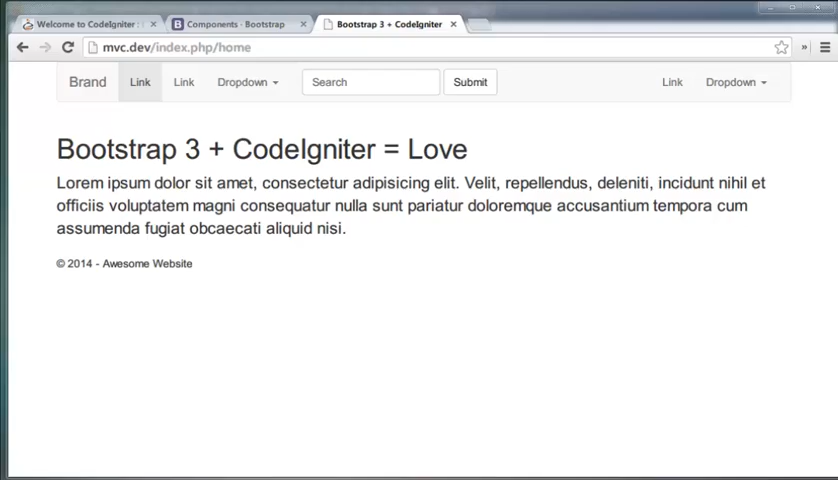 Welcome to CodeIgniter :
Components · Bootstrap
Bootstrap 3 + CodeIgniter
mvc.dev/index.php/home
Brand Link Link Dropdown Search Submit Link Dropdown
Bootstrap 3 + CodeIgniter = Love
Lorem ipsum dolor sit amet, consectetur adipisicing elit. Velit, repellendus, deleniti, incidunt nihil et
officiis voluptatem magni consequatur nulla sunt pariatur doloremque accusantium tempora cum
assumenda fugiat obcaecati aliquid nisi.
© 2014 - Awesome Website